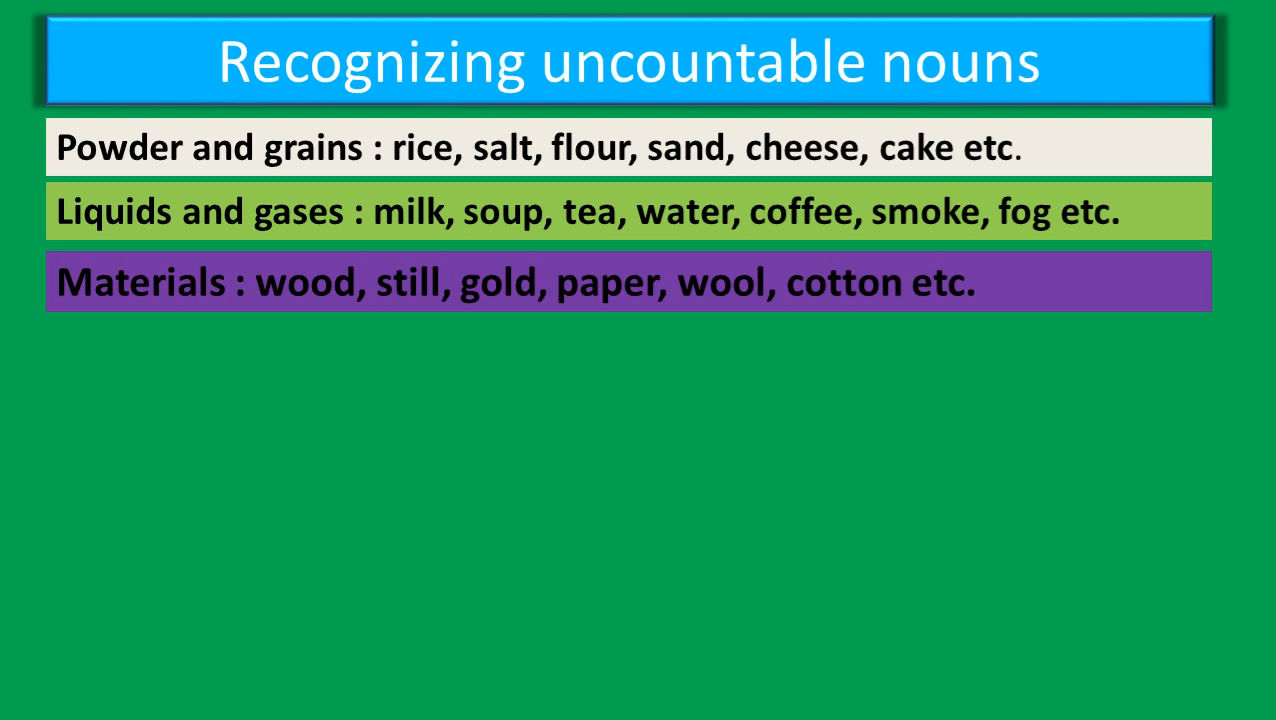 Recognizing uncountable nouns
Powder and grains : rice, salt, flour, sand, cheese, cake etc.
Liquids and gases : milk, soup, tea, water, coffee, smoke, fog etc.
Materials : wood, still, gold, paper, wool, cotton etc.